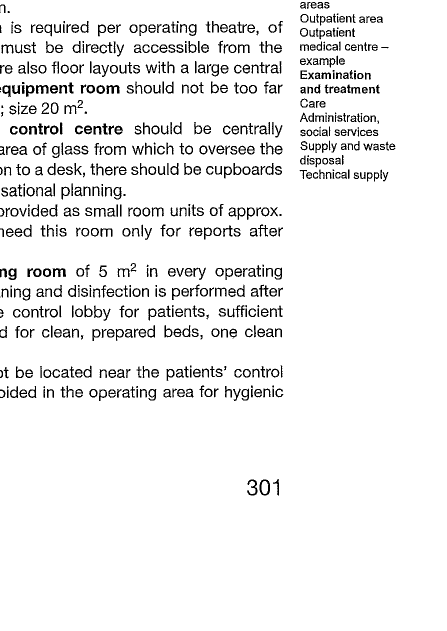 n.
is required per operating theatre, of
must be directly accessible from the
re also floor layouts with a large central
equipment room should not be too far
; size 20 m².
control centre should be centrally
area of glass from which to oversee the
on to a desk, there should be cupboards
sational planning.
provided as small room units of approx.
need this room only for reports after
ng room of 5 m² in every operating
ning and disinfection is performed after
e control lobby for patients, sufficient
d for clean, prepared beds, one clean
ot be located near the patients' control
oided in the operating area for hygienic
areas
Outpatient area
Outpatient
medical centre –
example
Examination
and treatment
Care
Administration,
social services
Supply and waste
disposal
Technical supply
301